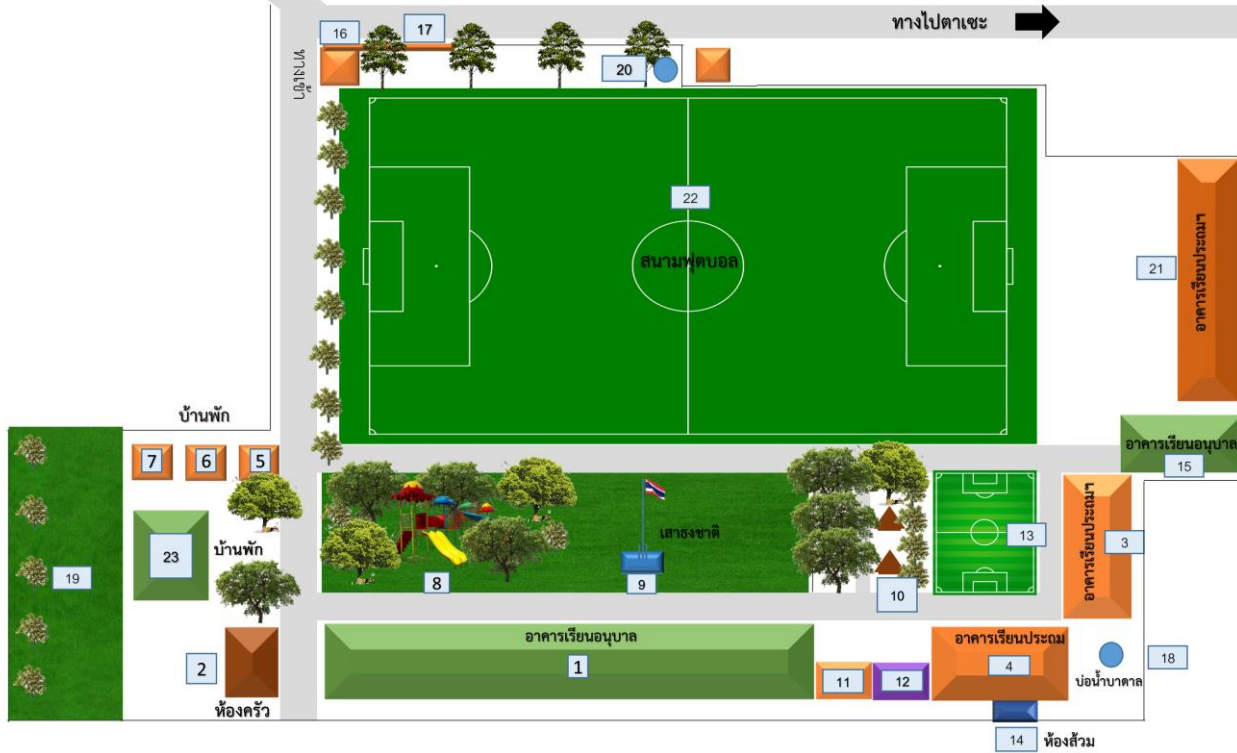 ทางไปตาเซะ
16
17
ทางเข้า
20
22
สนามฟุตบอล
21
อาคารเรียนประถมฯ
บ้านพัก
7
6
5
อาคารเรียนอนุบาล
15
เสาธงชาติ
13
อาคารเรียนประถมฯ
3
23
บ้านพัก
19
8
9
10
อาคารเรียนอนุบาล
1
อาคารเรียนประถม
4
2
11
12
18
บ่อน้ำบาดาล
ห้องครัว
14
ห้องส้วม